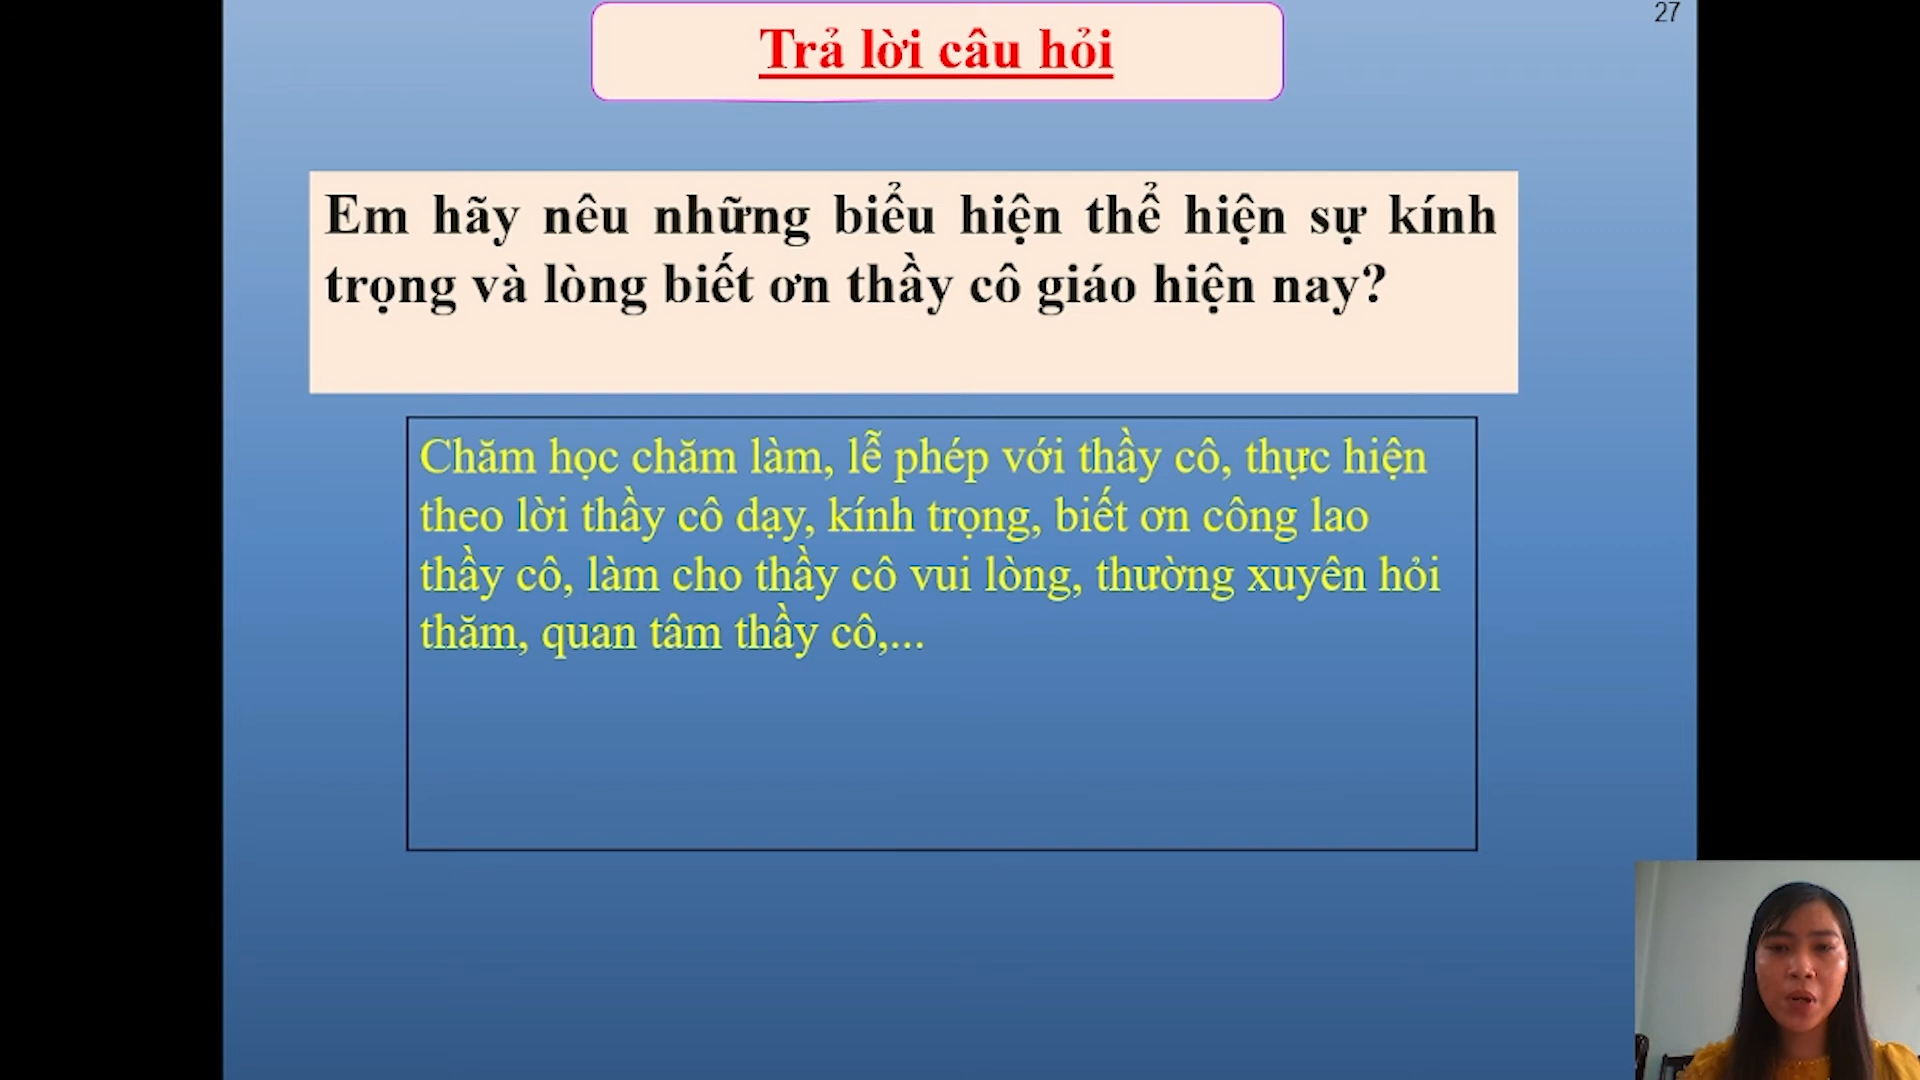 27
Trả lời câu hỏi
Em hãy nêu những biểu hiện thể hiện sự kính
trọng và lòng biết ơn thầy cô giáo hiện nay?
Chăm học chăm làm, lễ phép với thầy cô, thực hiện
theo lời thầy cô dạy, kính trọng, biết ơn công lao
thầy cô, làm cho thầy cô vui lòng, thường xuyên hỏi
thăm, quan tâm thầy cô,...